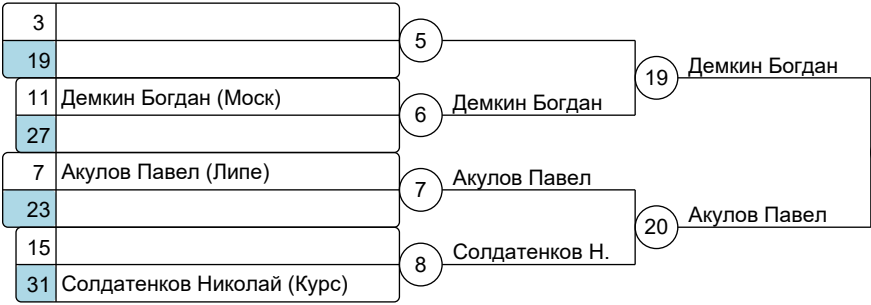 3
5
19
11 Демкин Богдан (Моск)
6 Демкин Богдан
27
19 Демкин Богдан
7 Акулов Павел (Липе)
7 Акулов Павел
23
15
8 Солдатенков Н.
31 Солдатенков Николай (Курс)
20 Акулов Павел